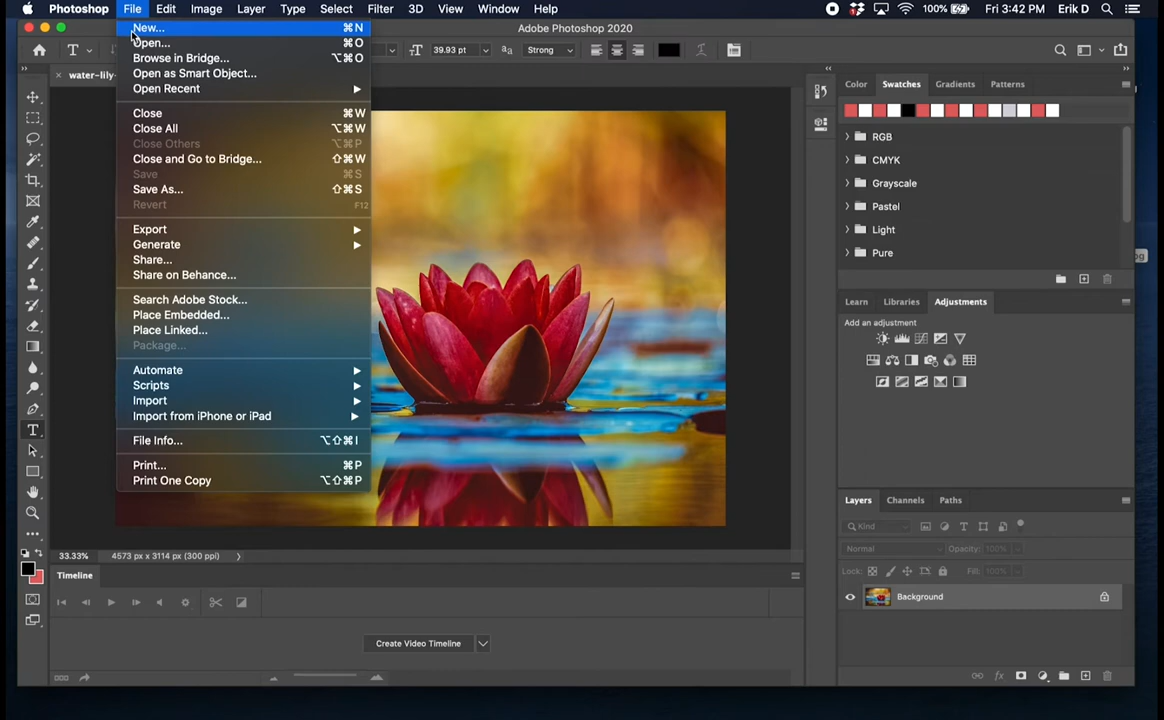 Photoshop File Edit Image Layer Type Select Filter 3D View Window Help 100% Fri 3:42 PM Erik D
Adobe Photoshop 2020
T 39.93 pt aa Strong
water-lily-
New... ⌘N
Open... ⌘O
Browse in Bridge... ⌥⌘O
Open as Smart Object...
Open Recent
Close ⌘W
Close All ⌥⌘W
Close Others ⌥⌘P
Close and Go to Bridge... ⇧⌘W
Save ⌘S
Save As... ⇧⌘S
Revert F12
Export
Generate
Share...
Share on Behance...
Search Adobe Stock...
Place Embedded...
Place Linked...
Package...
Automate
Scripts
Import
Import from iPhone or iPad
File Info... ⌥⇧⌘I
Print... ⌘P
Print One Copy ⌥⇧⌘P
Color Swatches Gradients Patterns
RGB
CMYK
Grayscale
Pastel
Light
Pure
Learn Libraries Adjustments
Add an adjustment
Layers Channels Paths
Kind
Normal Opacity: 100%
Lock: Fill: 100%
Background
33.33% 4573 px x 3114 px (300 ppi)
Timeline
Create Video Timeline